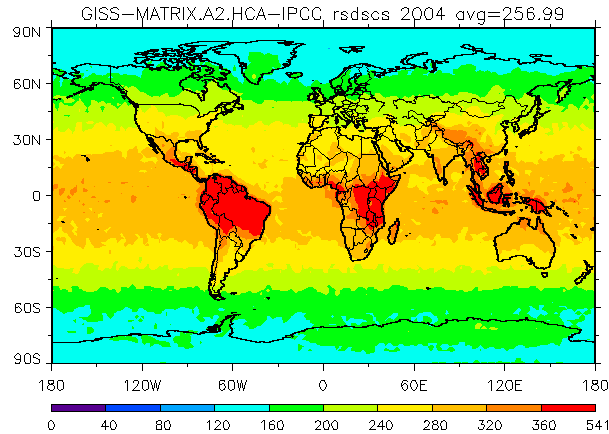 GISS-MATRIX.A2.HCA-IPCC rsdscs 2004 avg=256.99
90N
60N
30N
0
30S
60S
90S
180 120W 60W 0 60E 120E 180
0 40 80 120 160 200 240 280 320 360 541